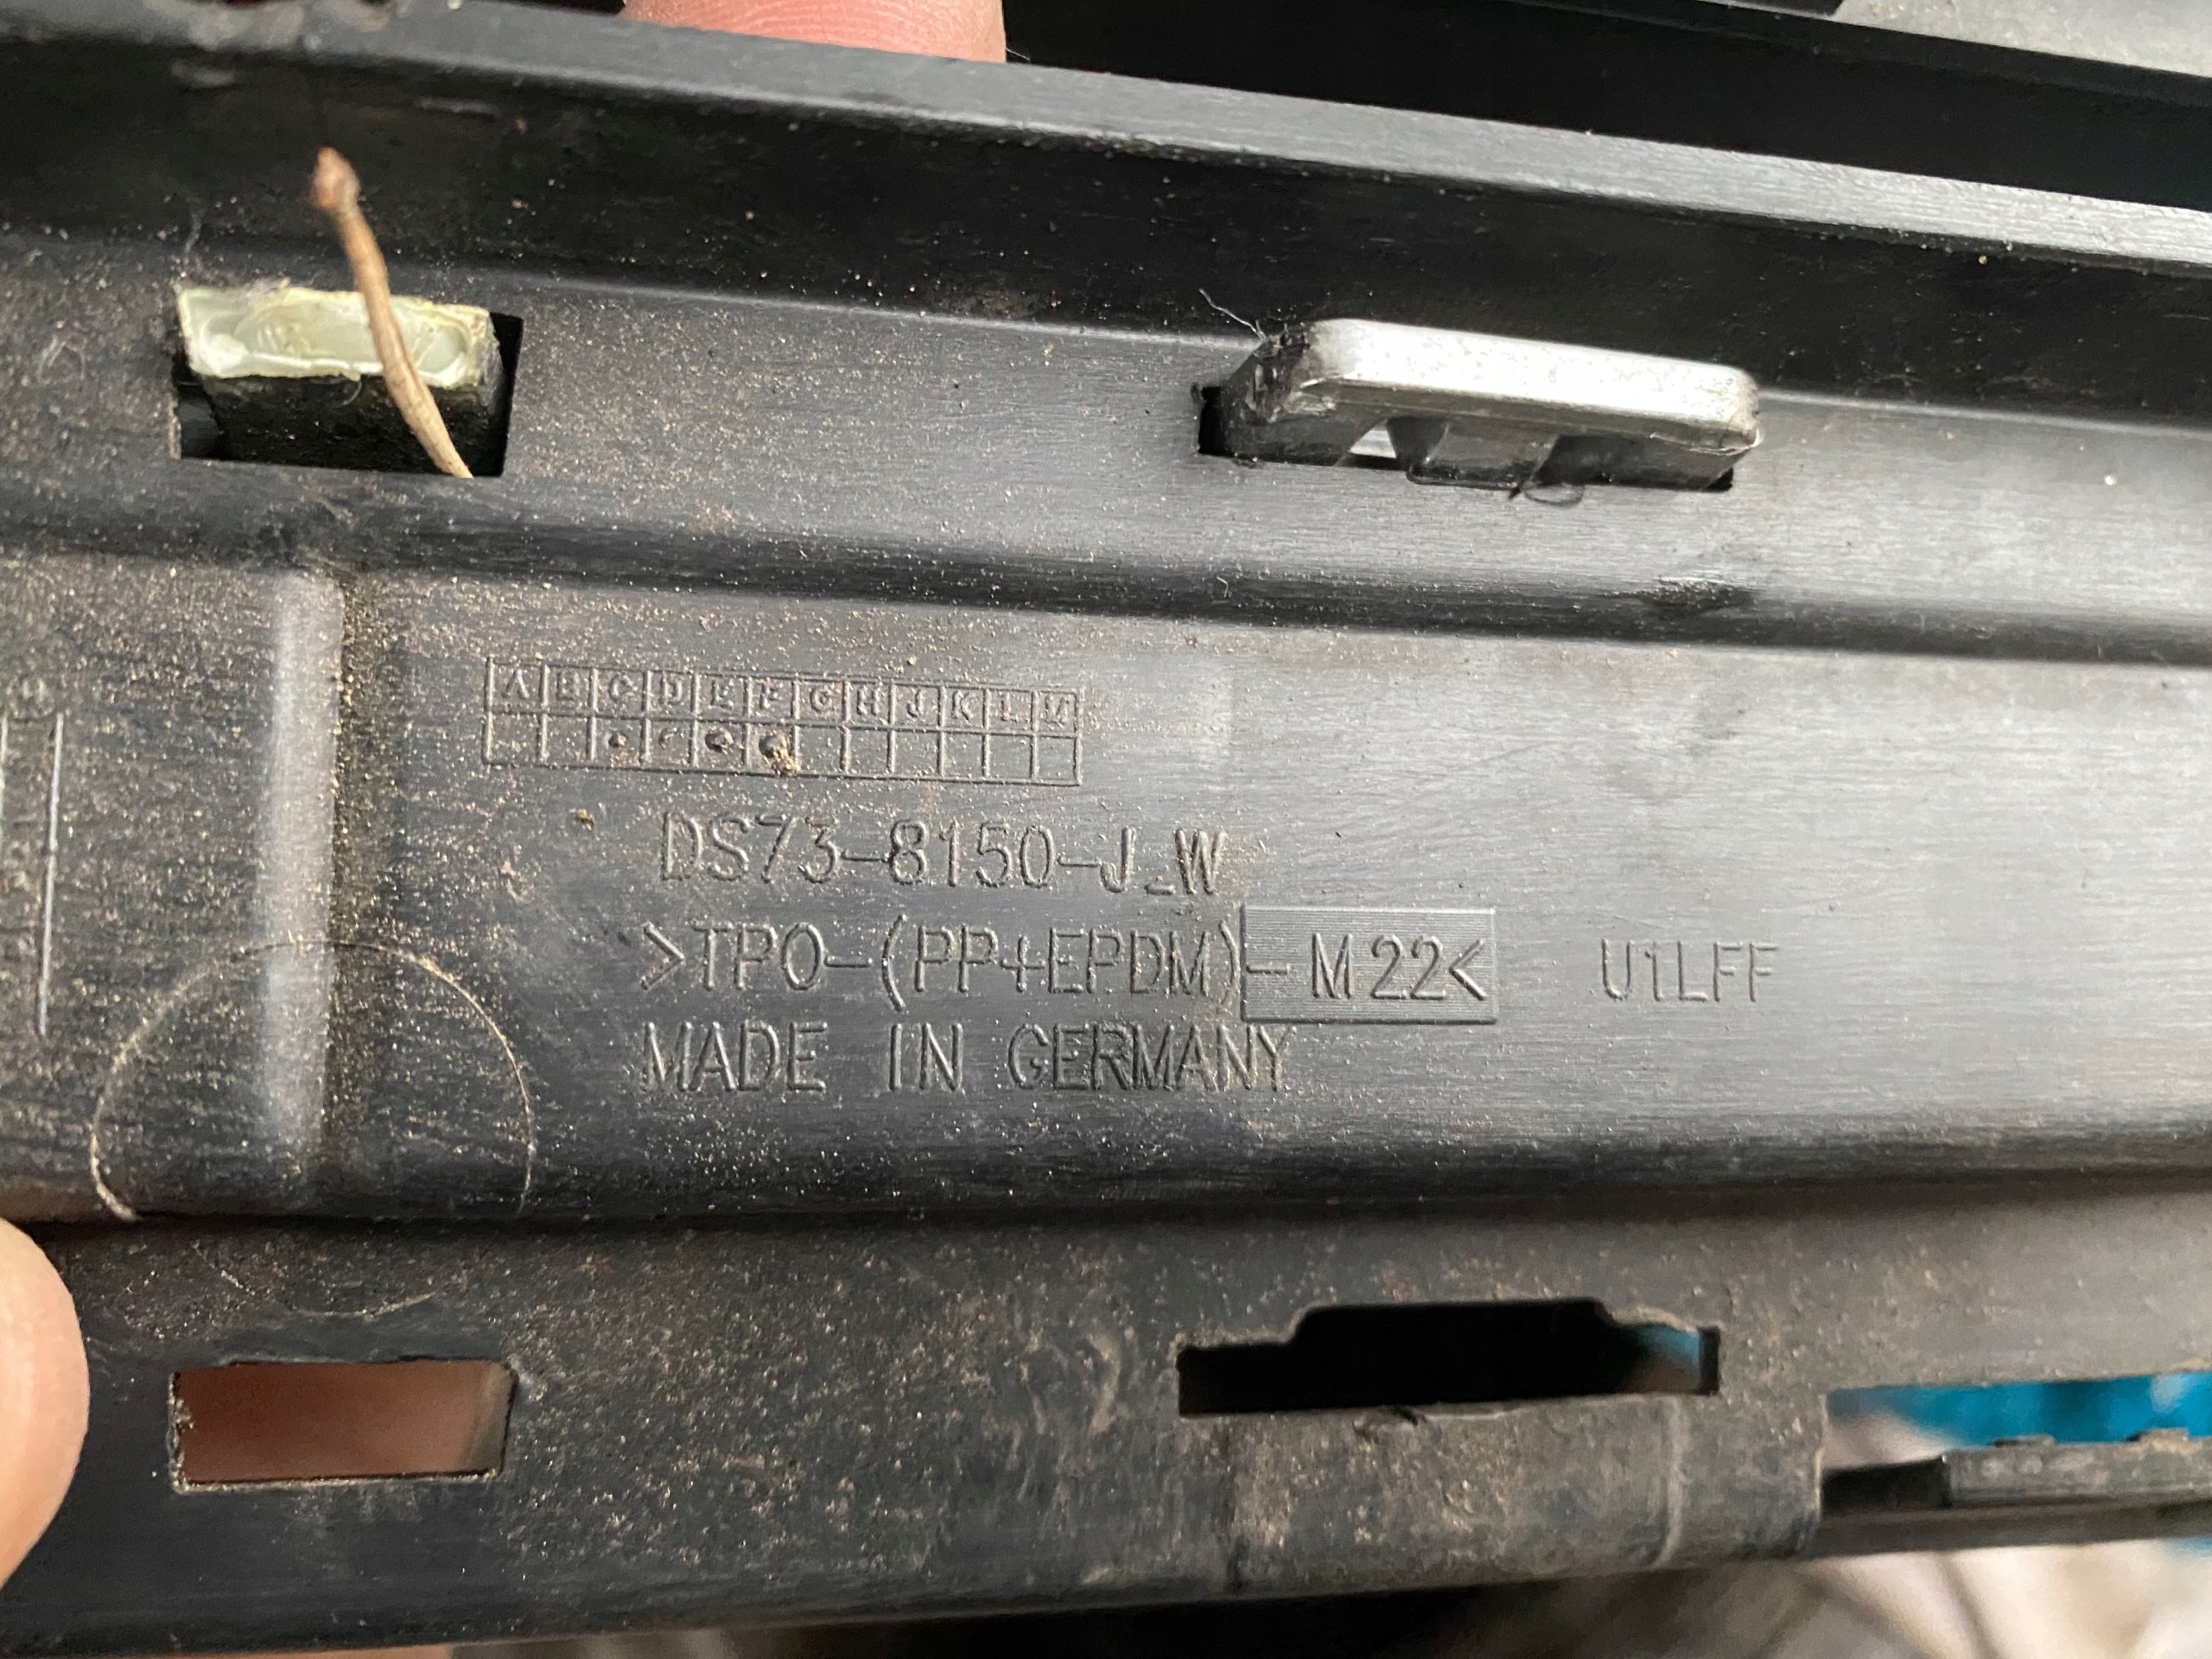 A B C D E F G H J K L M
DS73-8150-J_W
>TPO-(PP+EPDM)-M22< U1LFF
MADE IN GERMANY